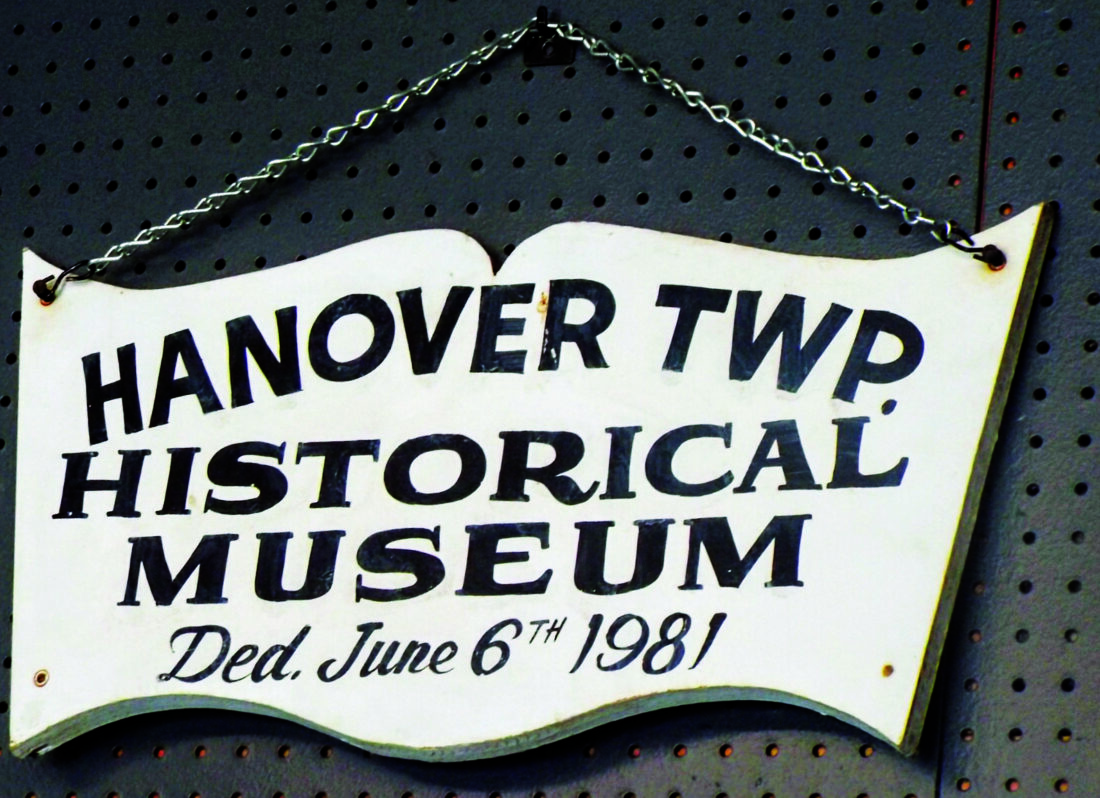 HANOVER TWP.
HISTORICAL
MUSEUM
Ded. June 6TH 1981